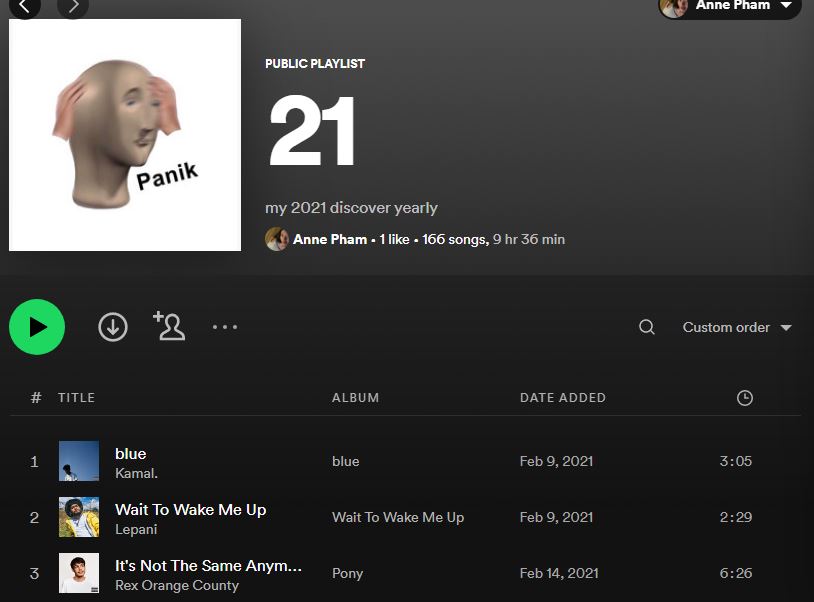 Anne Pham
Panik
PUBLIC PLAYLIST
21
my 2021 discover yearly
Anne Pham • 1 like • 166 songs, 9 hr 36 min
Custom order
# TITLE ALBUM DATE ADDED
1 blue blue Feb 9, 2021 3:05
Kamal.
2 Wait To Wake Me Up Wait To Wake Me Up Feb 9, 2021 2:29
Lepani
3 It's Not The Same Anym... Pony Feb 14, 2021 6:26
Rex Orange County